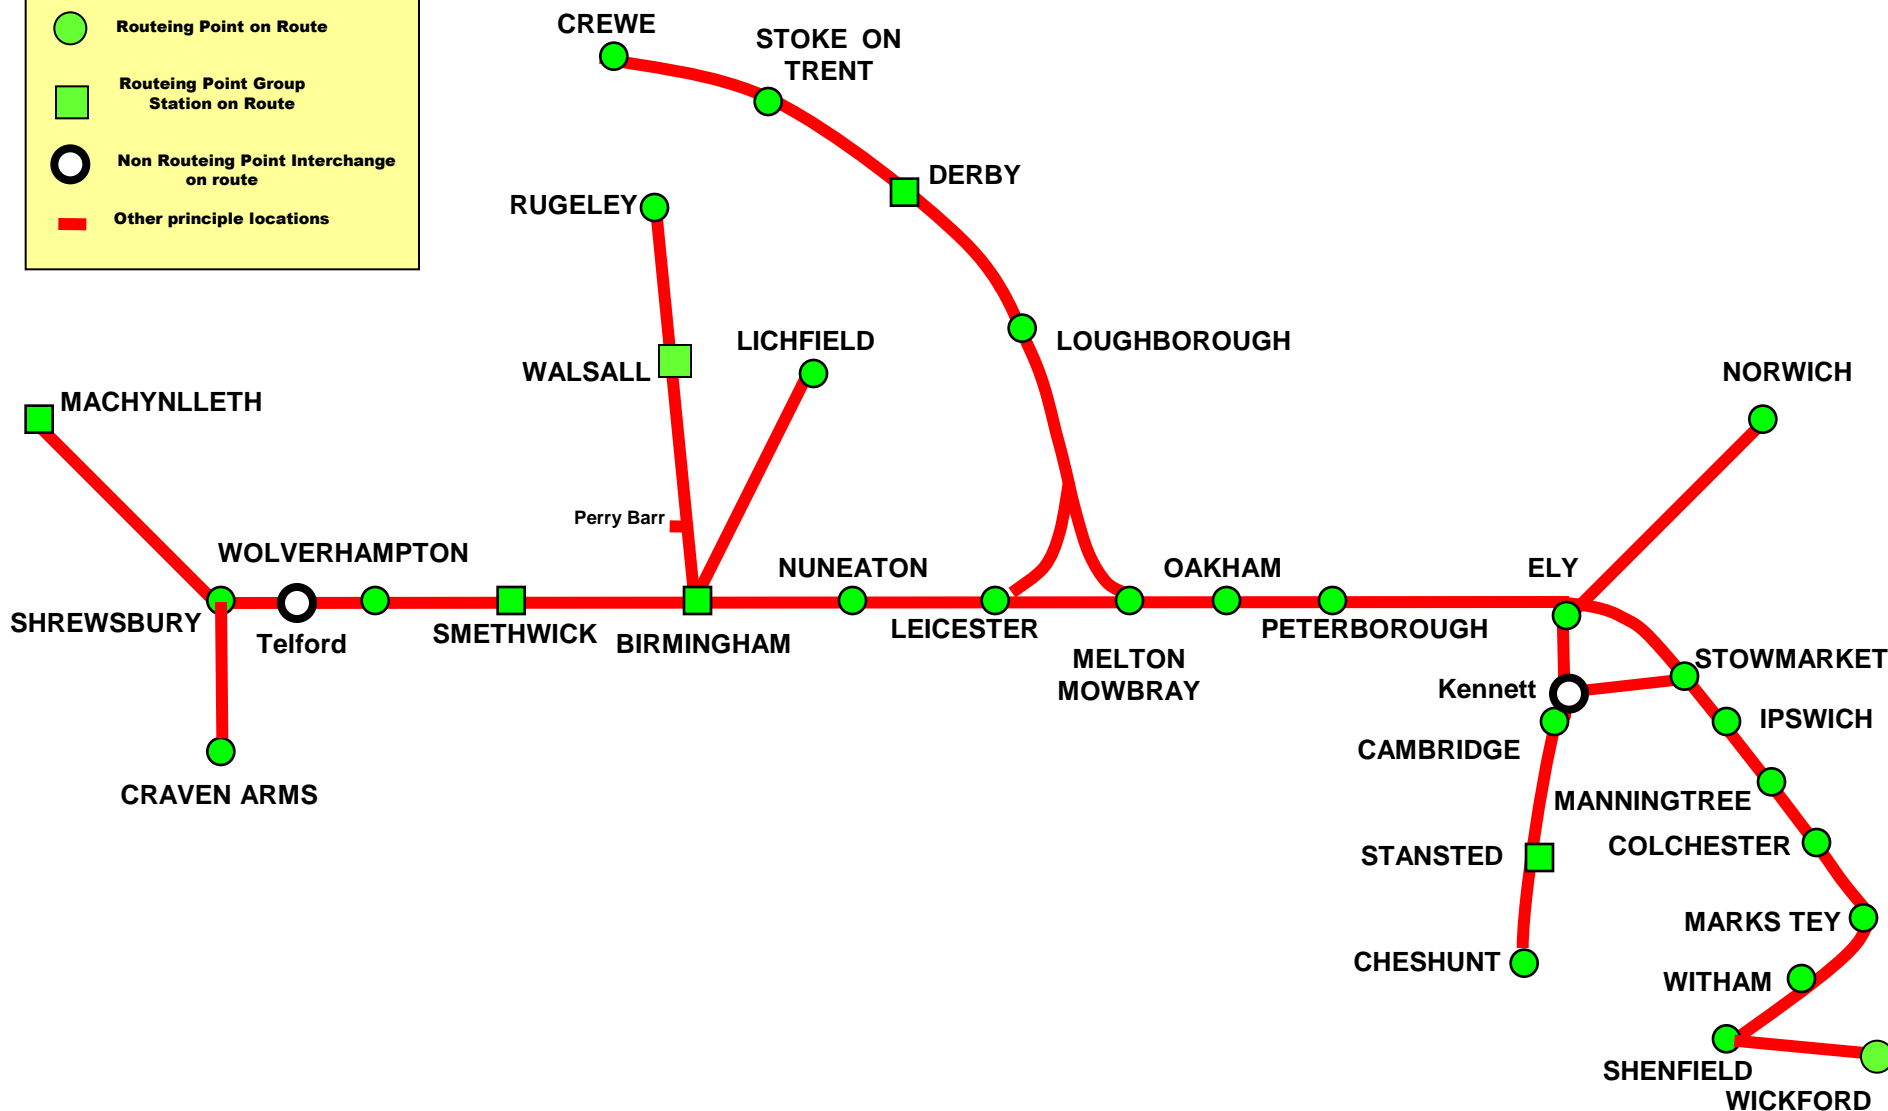 Routeing Point on Route
Routeing Point Group
Station on Route
Non Routeing Point Interchange
on route
Other principle locations
CREWE
STOKE ON
TRENT
DERBY
RUGELEY
LOUGHBOROUGH
LICHFIELD
WALSALL
NORWICH
MACHYNLLETH
Perry Barr
WOLVERHAMPTON
NUNEATON
OAKHAM
ELY
SHREWSBURY
Telford
SMETHWICK
BIRMINGHAM
LEICESTER
PETERBOROUGH
MELTON
MOWBRAY
STOWMARKET
Kennett
IPSWICH
CAMBRIDGE
CRAVEN ARMS
MANNINGTREE
COLCHESTER
STANSTED
MARKS TEY
CHESHUNT
WITHAM
SHENFIELD
WICKFORD